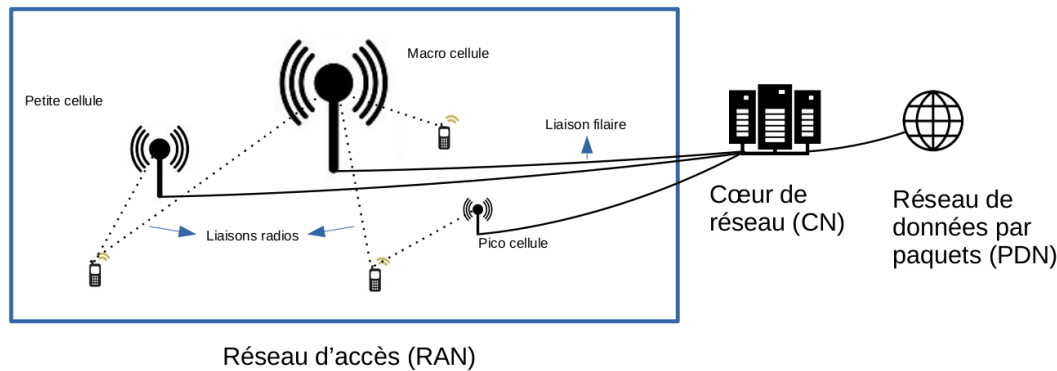 Macro cellule
Petite cellule
Liaison filaire
Liaisons radios
Pico cellule
Cœur de
réseau (CN)
Réseau de
données par
paquets (PDN)
Réseau d’accès (RAN)